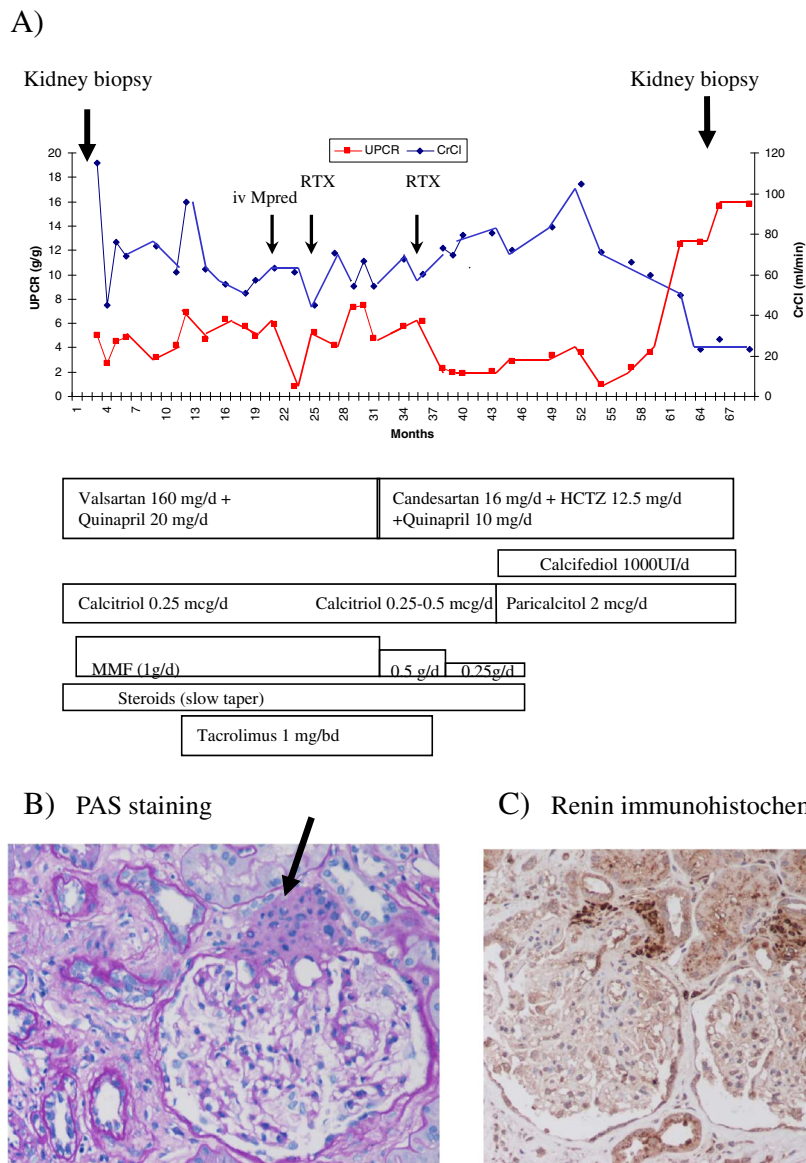 A)
Kidney biopsy
Kidney biopsy
UPCR
CrCl
iv Mpred
RTX
RTX
UPCR (g/g)
20
18
16
14
12
10
8
6
4
2
0
CrCl (ml/min)
120
100
80
60
40
20
0
1
4
7
10
13
16
19
22
25
28
31
34
37
40
43
46
49
52
55
58
61
64
67
Months
Valsartan 160 mg/d +
Quinapril 20 mg/d
Candesartan 16 mg/d + HCTZ 12.5 mg/d
+Quinapril 10 mg/d
Calcifediol 1000UI/d
Calcitriol 0.25 mcg/d
Calcitriol 0.25-0.5 mcg/d
Paricalcitol 2 mcg/d
MMF (1g/d)
0.5 g/d
0.25g/d
Steroids (slow taper)
Tacrolimus 1 mg/bd
B) PAS staining
C) Renin immunohistochen